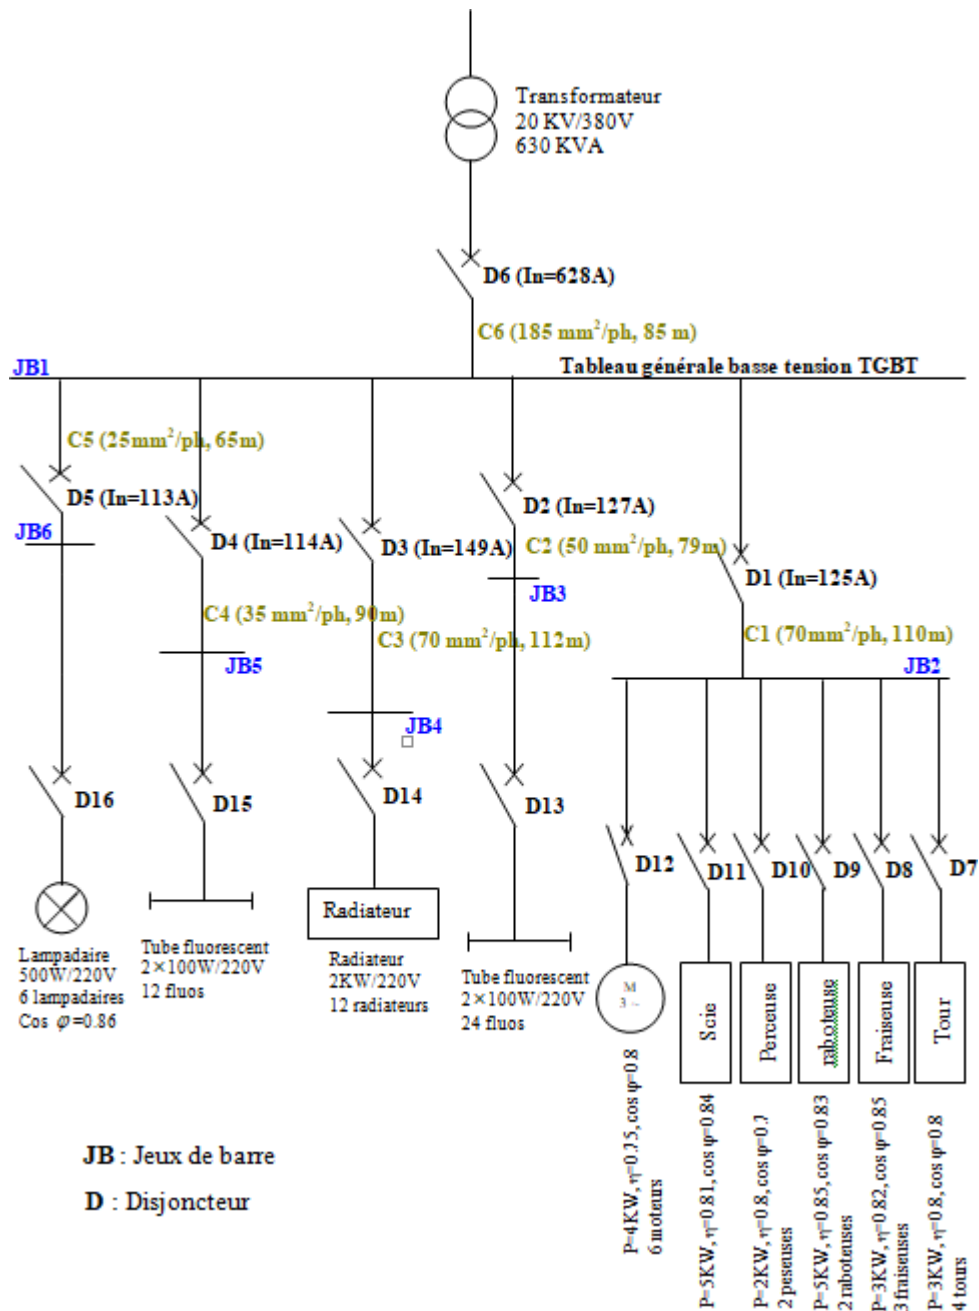 Transformateur
20 KV/380V
630 KVA
D6 (In=628A)
C6 (185 mm²/ph, 85 m)
JB1
Tableau générale basse tension TGBT
C5 (25mm²/ph, 65m)
D5 (In=113A)
JB6
D4 (In=114A)
C4 (35 mm²/ph, 90m)
JB5
D3 (In=149A)
C3 (70 mm²/ph, 112m)
JB4
D2 (In=127A)
C2 (50 mm²/ph, 79m)
JB3
D1 (In=125A)
C1 (70mm²/ph, 110m)
JB2
D16
D15
D14
D13
D12
D11
D10
D9
D8
D7
Lampadaire
500W/220V
6 lampadaires
Cos φ=0.86
Tube fluorescent
2×100W/220V
12 fluos
Radiateur
Radiateur
2KW/220V
12 radiateurs
Tube fluorescent
2×100W/220V
24 fluos
M
3 ~
Scie
Perceuse
raboteuse
Fraiseuse
Tour
P=4KW, η=0.75, cos φ=0.8
6 moteurs
P=5KW, η=0.81, cos φ=0.84
P=2KW, η=0.8, cos φ=0.7
2 peseuses
P=5KW, η=0.85, cos φ=0.83
2 raboteuses
P=3KW, η=0.82, cos φ=0.85
3 fraiseuses
P=3KW, η=0.8, cos φ=0.8
4 tours
JB : Jeux de barre
D : Disjoncteur